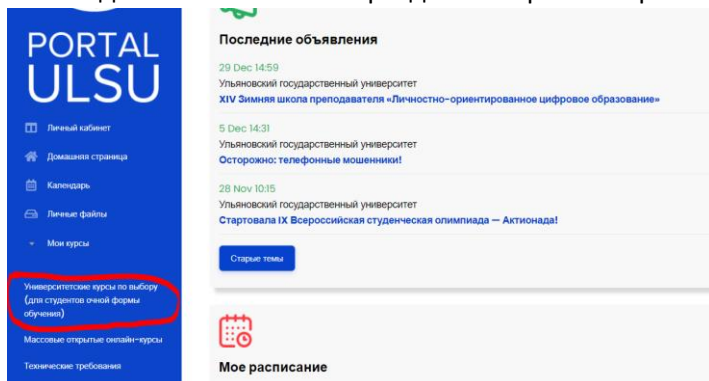 PORTAL
ULSU
Личный кабинет
Домашняя страница
Календарь
Личные файлы
Мои курсы
Университетские курсы по выбору
(для студентов очной формы
обучения)
Массовые открытые онлайн-курсы
Технические требования
Последние объявления
29 Dec 14:59
Ульяновский государственный университет
XIV Зимняя школа преподавателя «Личностно-ориентированное цифровое образование»
5 Dec 14:31
Ульяновский государственный университет
Осторожно: телефонные мошенники!
28 Nov 10:15
Ульяновский государственный университет
Стартовала IX Всероссийская студенческая олимпиада — Актионада!
Старые темы
Мое расписание